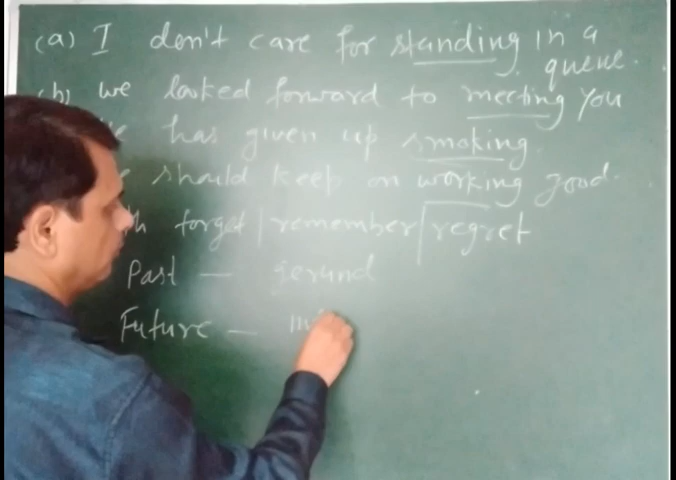 (a) I don't care for standing in a
queue.
(b) we looked forward to meeting you
has given up smoking.
should keep on working good.
forget | remember | regret
Past — gerund
Future —